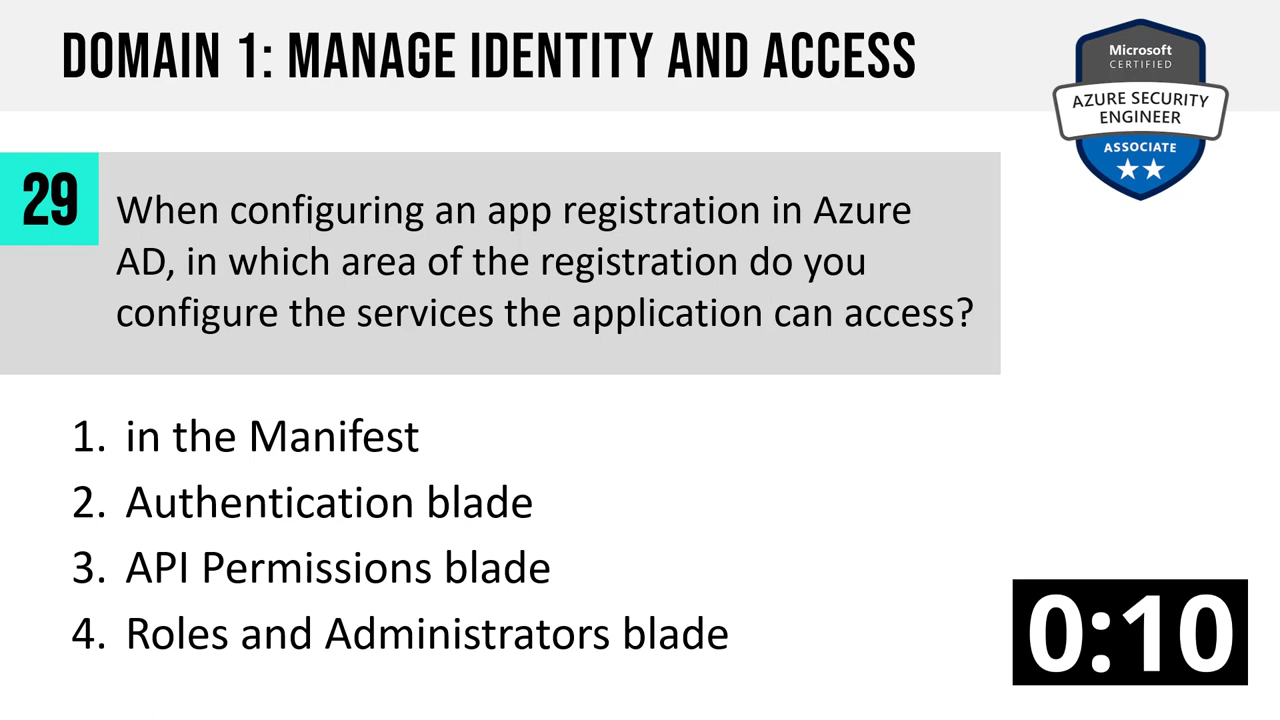 DOMAIN 1: MANAGE IDENTITY AND ACCESS
Microsoft
CERTIFIED
AZURE SECURITY
ENGINEER
ASSOCIATE
29
When configuring an app registration in Azure
AD, in which area of the registration do you
configure the services the application can access?
1. in the Manifest
2. Authentication blade
3. API Permissions blade
4. Roles and Administrators blade
0:10